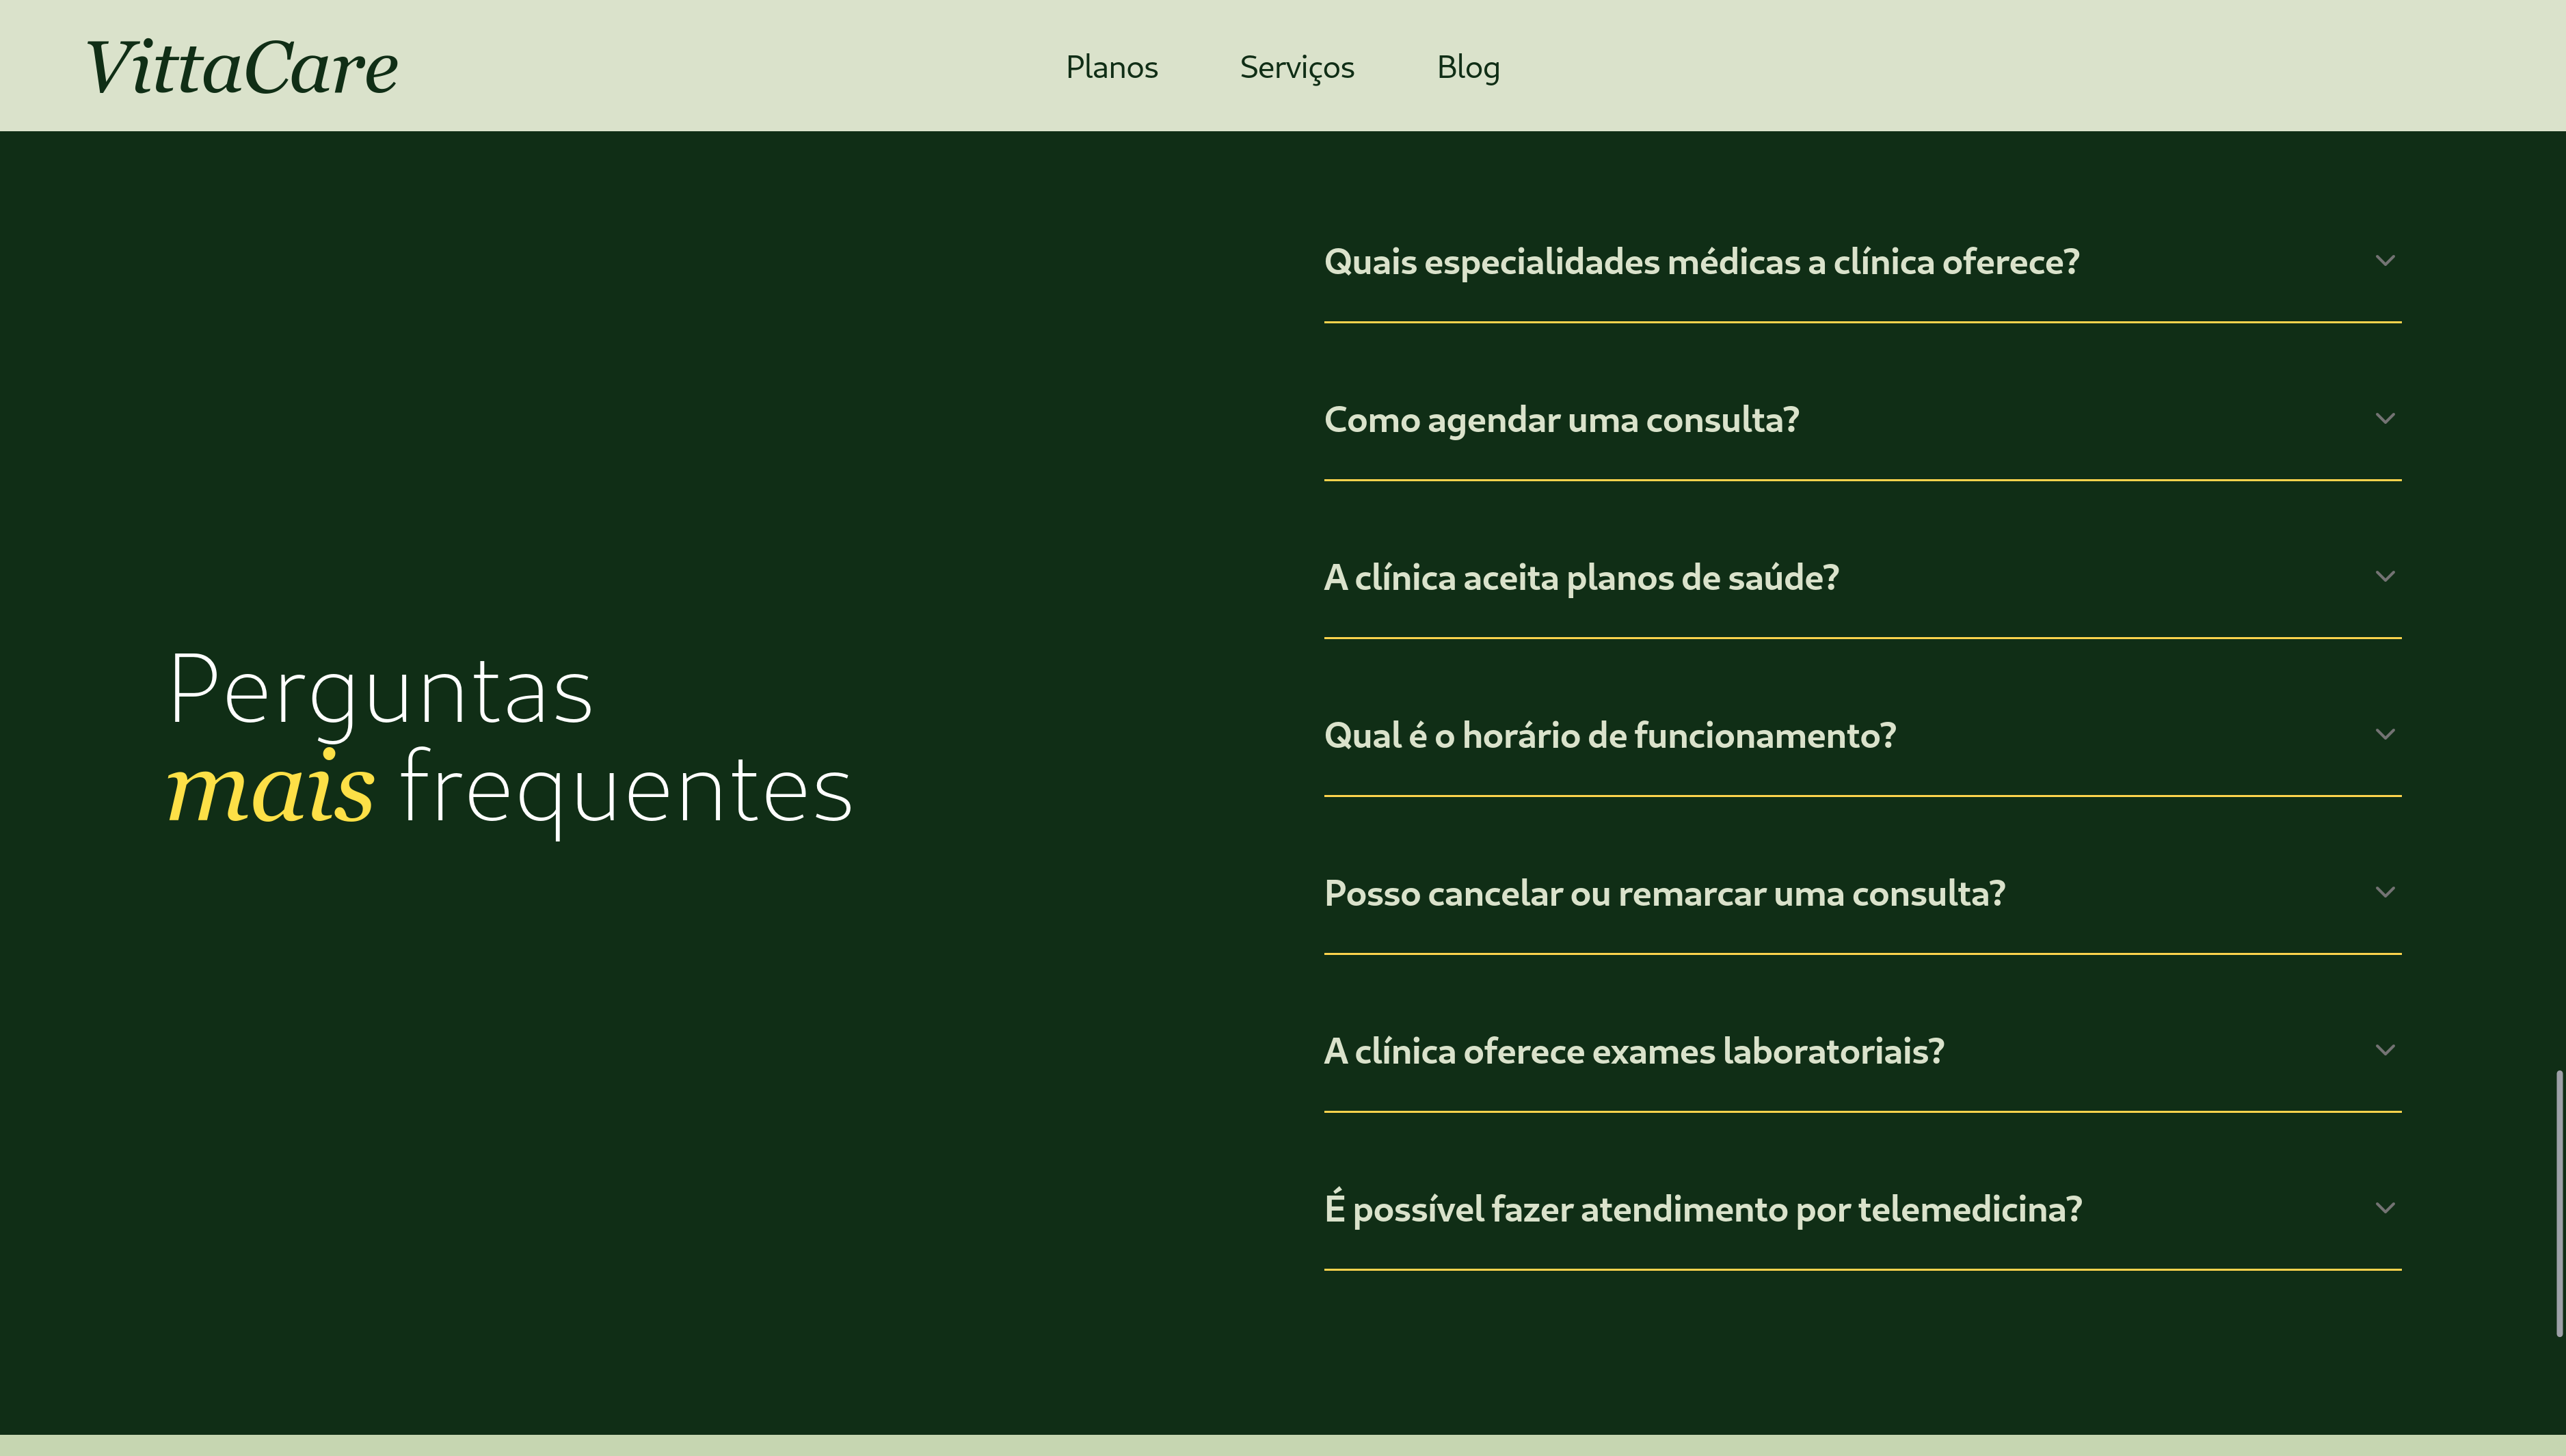 VittaCare
Planos
Serviços
Blog
Perguntas
mais frequentes
Quais especialidades médicas a clínica oferece?
Como agendar uma consulta?
A clínica aceita planos de saúde?
Qual é o horário de funcionamento?
Posso cancelar ou remarcar uma consulta?
A clínica oferece exames laboratoriais?
É possível fazer atendimento por telemedicina?